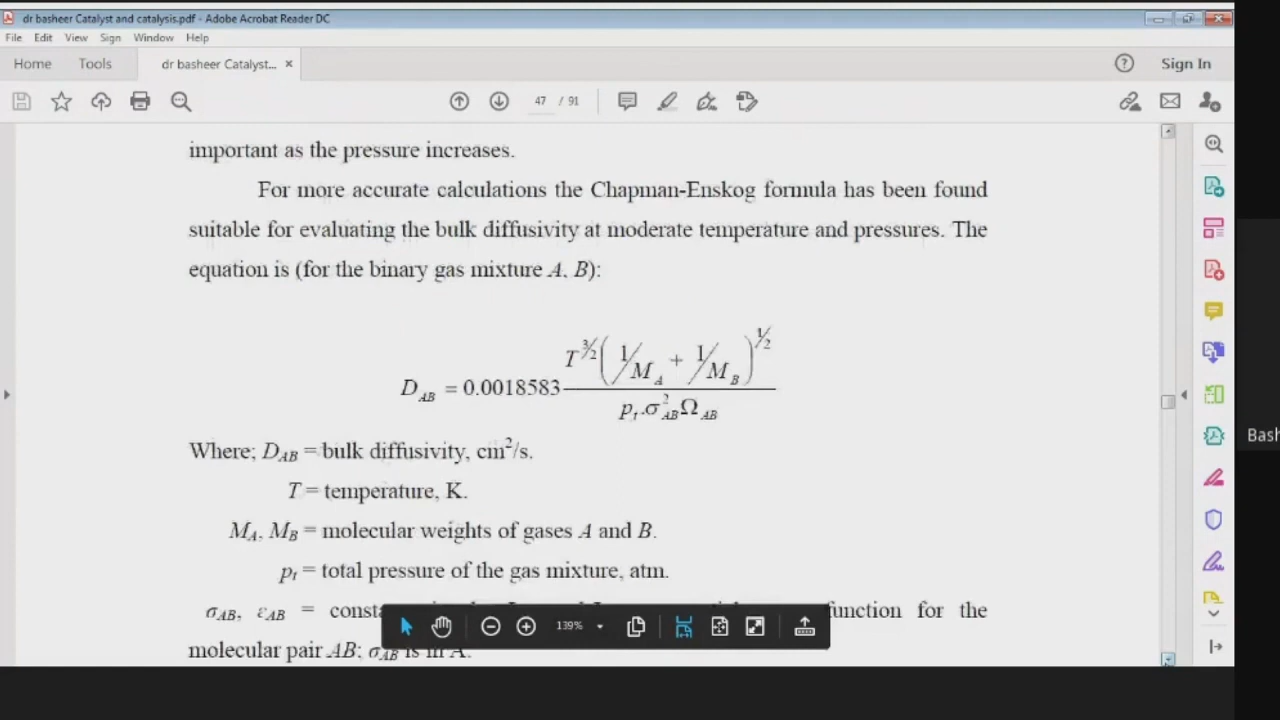 dr basheer Catalyst and catalysis.pdf - Adobe Acrobat Reader DC
File Edit View Sign Window Help
Home Tools dr basheer Catalyst... × Sign In
47 / 91
important as the pressure increases.
For more accurate calculations the Chapman-Enskog formula has been found
suitable for evaluating the bulk diffusivity at moderate temperature and pressures. The
equation is (for the binary gas mixture A, B):
D_AB = 0.0018583 T^3/2 (1/M_A + 1/M_B)^1/2 / p_t.σ²_AB Ω_AB
Where; D_AB = bulk diffusivity, cm²/s.
T = temperature, K.
M_A, M_B = molecular weights of gases A and B.
p_t = total pressure of the gas mixture, atm.
σ_AB, ε_AB = function for the
139%
molecular pair AB; σ_AB is in
Bash